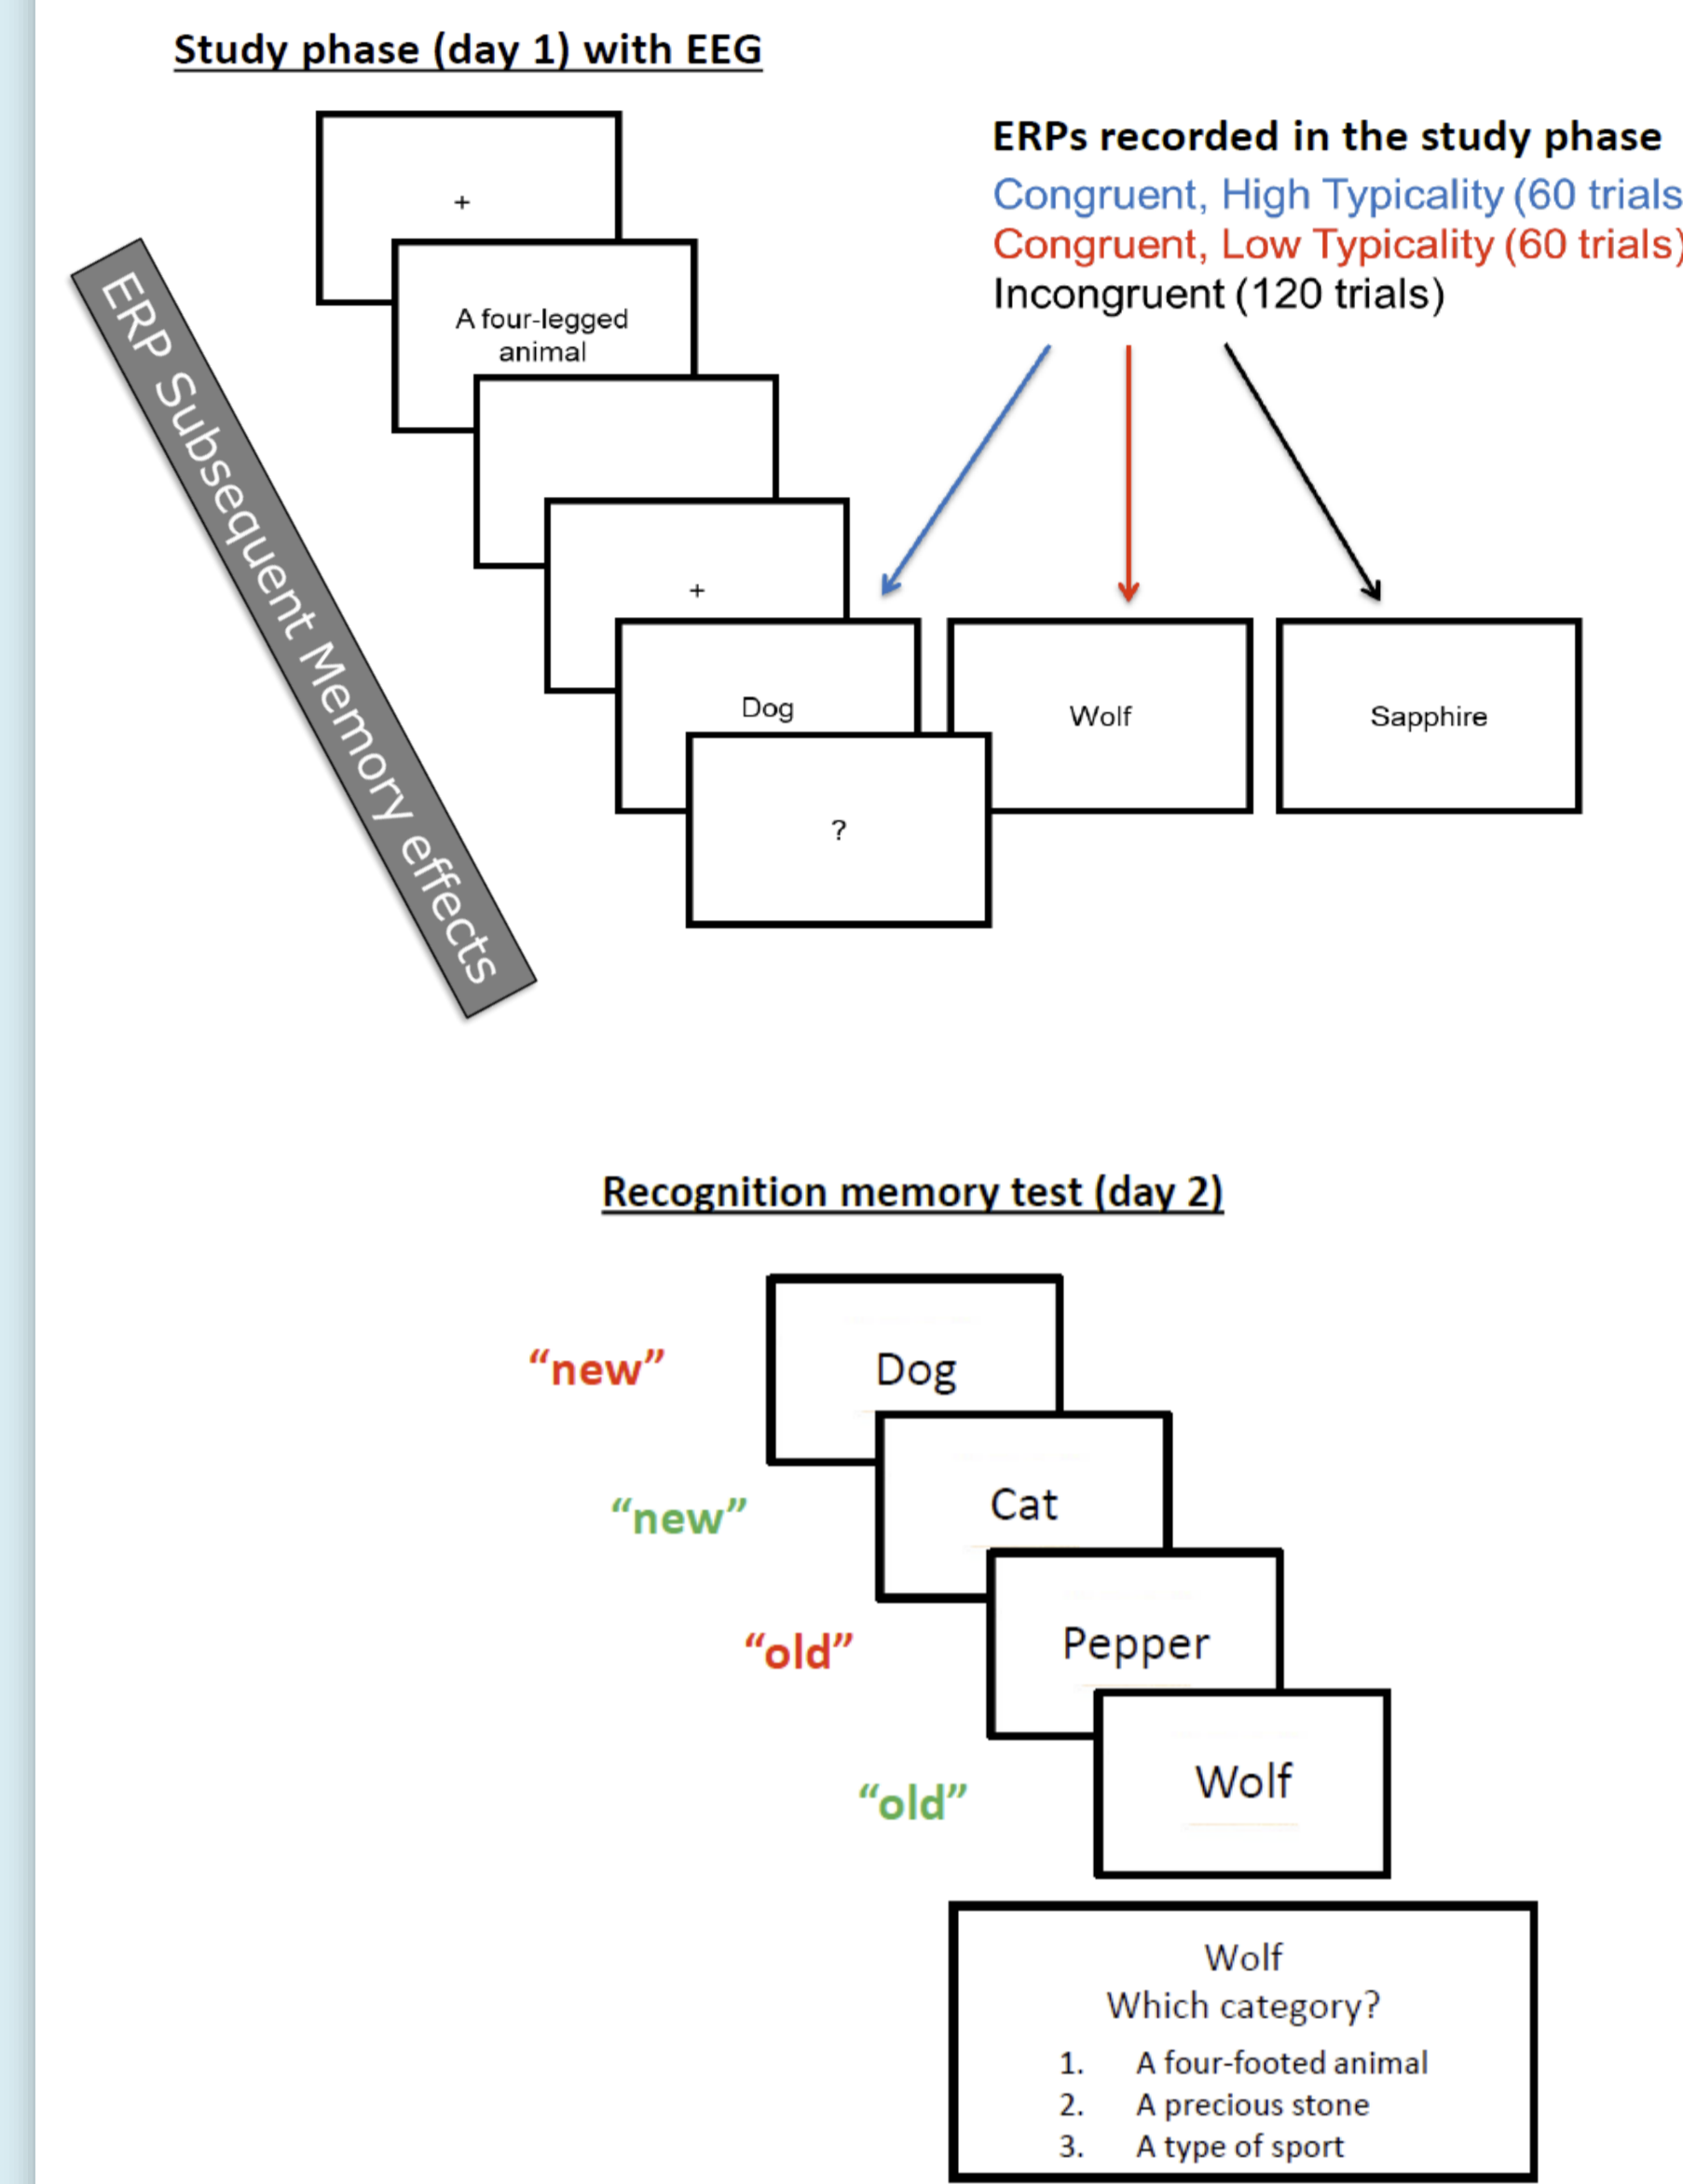 Study phase (day 1) with EEG
+
A four-legged
animal
+
Dog
?
ERP Subsequent Memory effects
ERPs recorded in the study phase
Congruent, High Typicality (60 trials
Congruent, Low Typicality (60 trials)
Incongruent (120 trials)
Wolf
Sapphire
Recognition memory test (day 2)
"new"
Dog
"new"
Cat
"old"
Pepper
"old"
Wolf
Wolf
Which category?
1. A four-footed animal
2. A precious stone
3. A type of sport